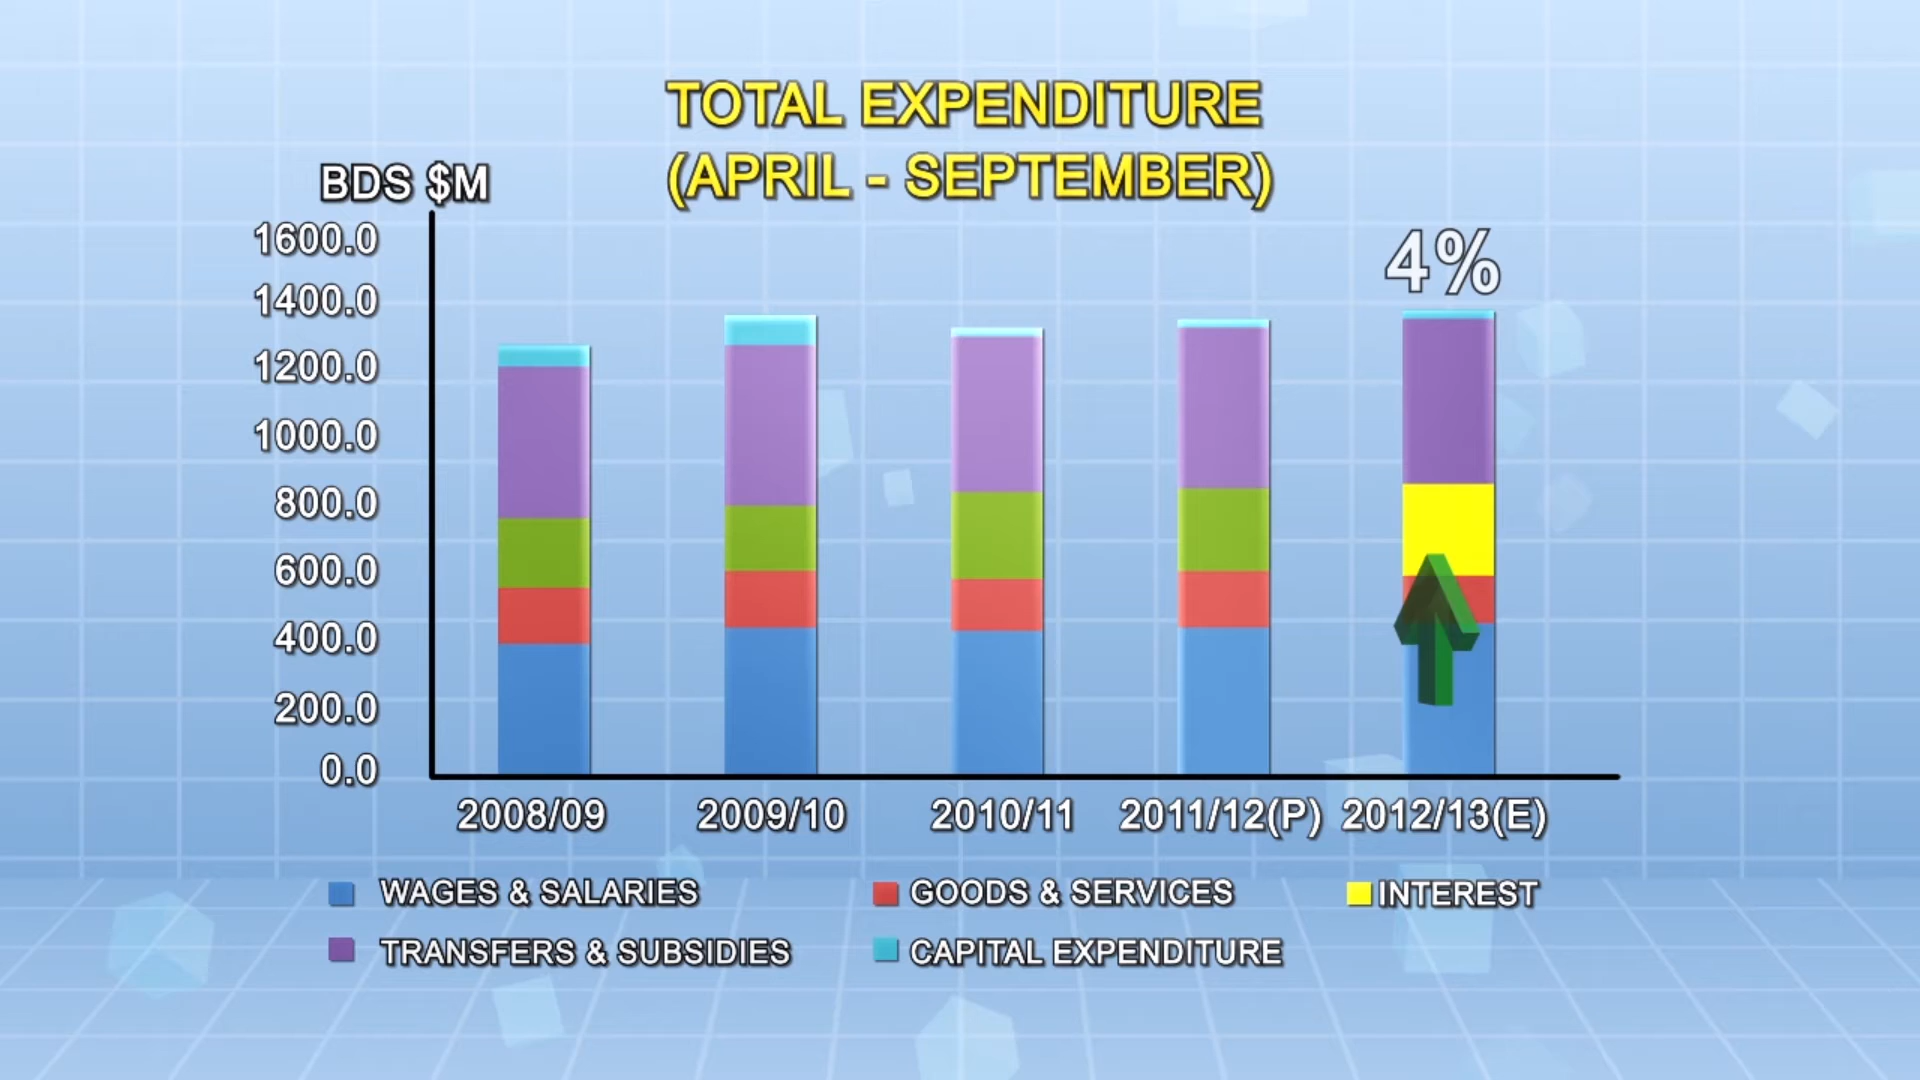 TOTAL EXPENDITURE
(APRIL - SEPTEMBER)
BDS $M
1600.0
1400.0
1200.0
1000.0
800.0
600.0
400.0
200.0
0.0
4%
2008/09 2009/10 2010/11 2011/12(P) 2012/13(E)
WAGES & SALARIES GOODS & SERVICES INTEREST
TRANSFERS & SUBSIDIES CAPITAL EXPENDITURE